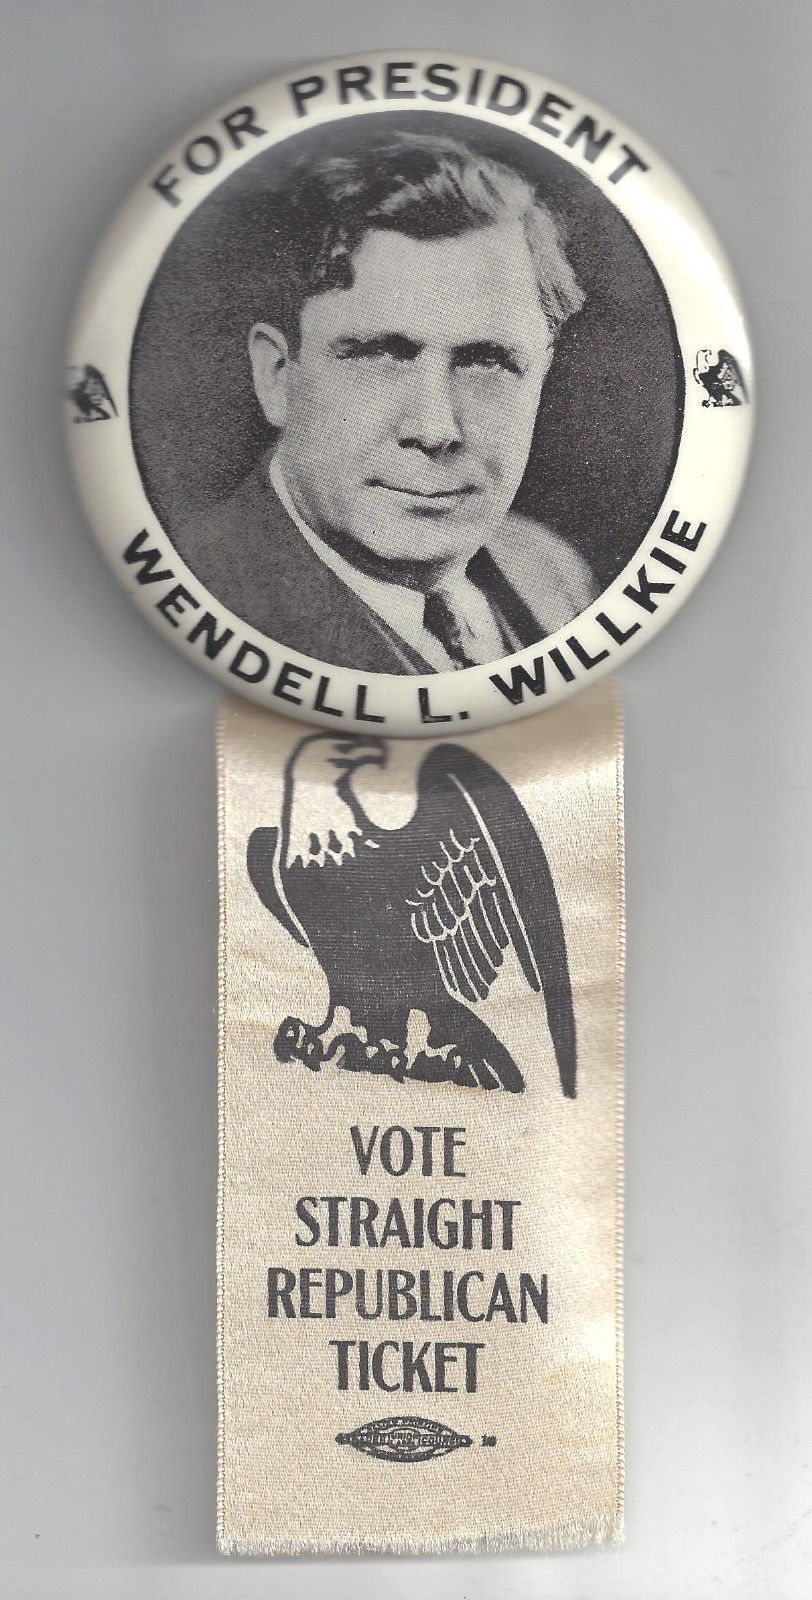 FOR PRESIDENT
WENDELL L. WILLKIE
VOTE
STRAIGHT
REPUBLICAN
TICKET